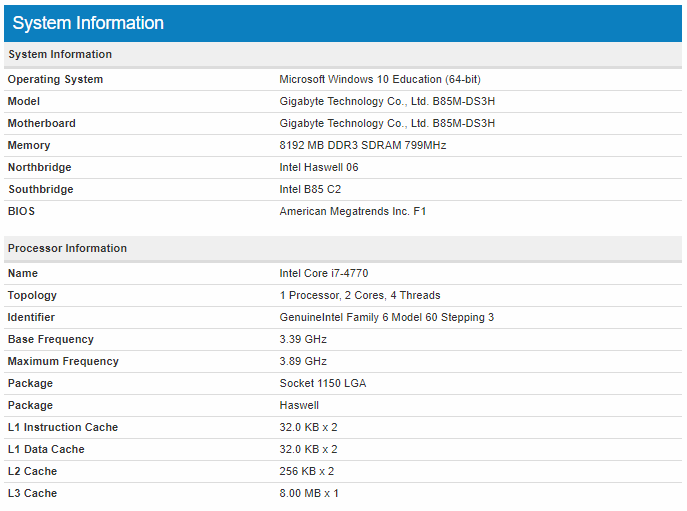 System Information
System Information
Operating System Microsoft Windows 10 Education (64-bit)
Model Gigabyte Technology Co., Ltd. B85M-DS3H
Motherboard Gigabyte Technology Co., Ltd. B85M-DS3H
Memory 8192 MB DDR3 SDRAM 799MHz
Northbridge Intel Haswell 06
Southbridge Intel B85 C2
BIOS American Megatrends Inc. F1
Processor Information
Name Intel Core i7-4770
Topology 1 Processor, 2 Cores, 4 Threads
Identifier GenuineIntel Family 6 Model 60 Stepping 3
Base Frequency 3.39 GHz
Maximum Frequency 3.89 GHz
Package Socket 1150 LGA
Package Haswell
L1 Instruction Cache 32.0 KB x 2
L1 Data Cache 32.0 KB x 2
L2 Cache 256 KB x 2
L3 Cache 8.00 MB x 1